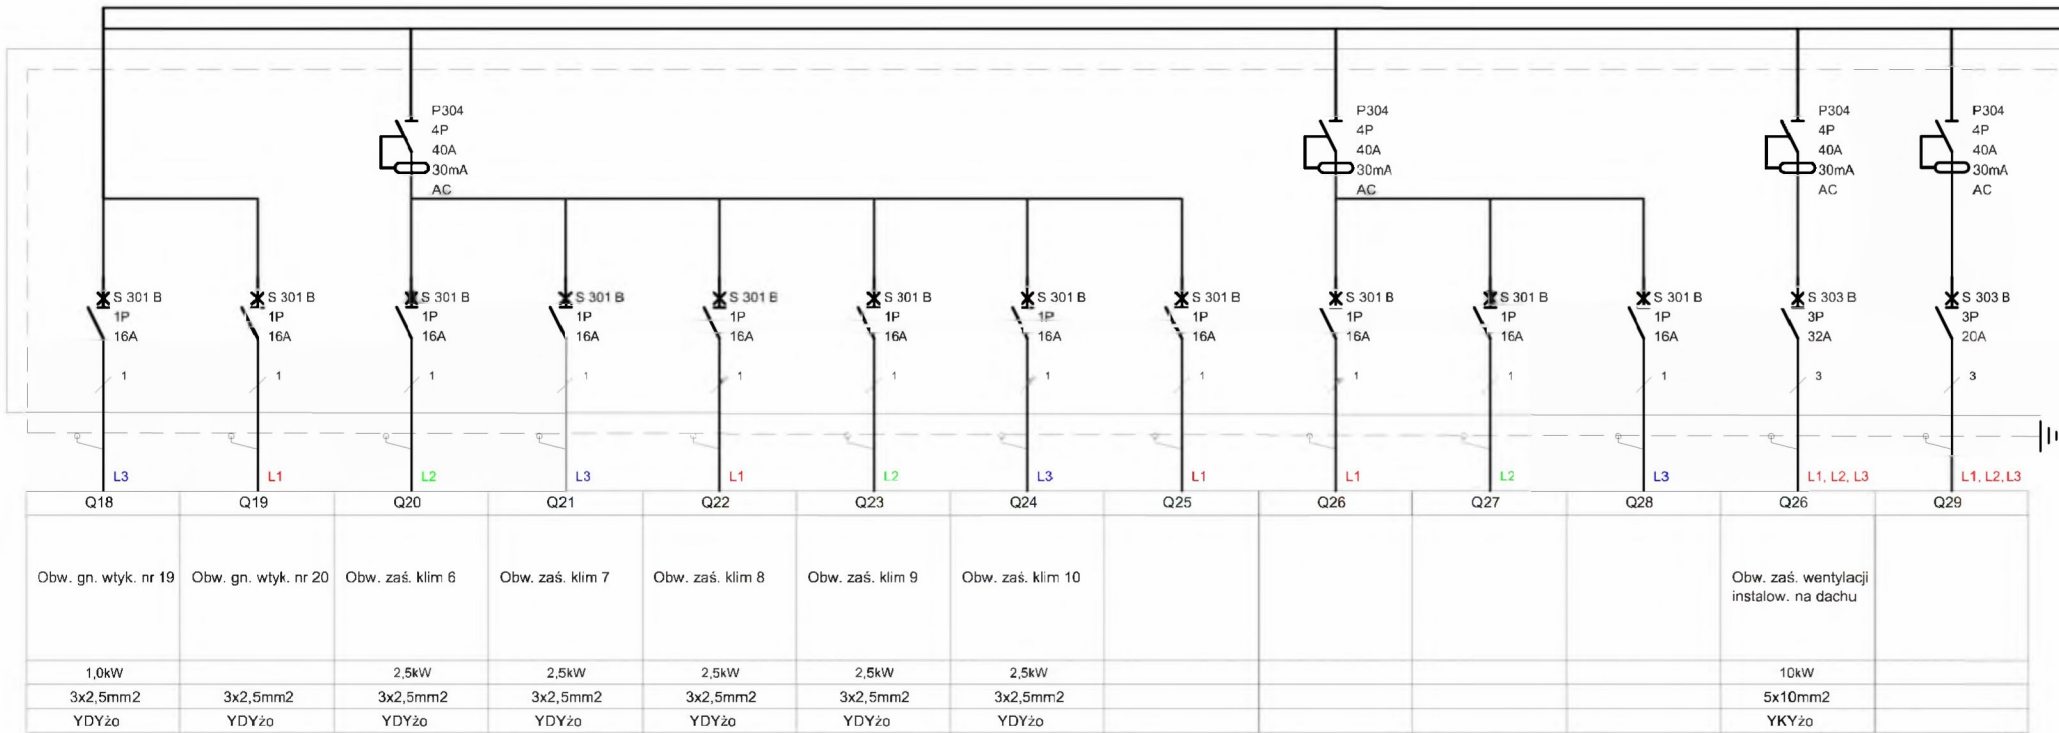 P304 P304 P304 P304
4P 4P 4P 4P
40A 40A 40A 40A
30mA 30mA 30mA 30mA
AC AC AC AC
S 301 B S 301 B S 301 B S 301 B S 301 B S 301 B S 301 B S 301 B S 301 B S 301 B S 301 B S 303 B S 303 B
1P 1P 1P 1P 1P 1P 1P 1P 1P 1P 1P 3P 3P
16A 16A 16A 16A 16A 16A 16A 16A 16A 16A 16A 32A 20A
1 1 1 1 1 1 1 1 1 1 1 3 3
L3 L1 L2 L3 L1 L2 L3 L1 L1 L2 L3 L1, L2, L3 L1, L2, L3
Q18 Q19 Q20 Q21 Q22 Q23 Q24 Q25 Q26 Q27 Q28 Q26 Q29
Obw. gn. wtyk. nr 19 Obw. gn. wtyk. nr 20 Obw. zaś. klim 6 Obw. zaś. klim 7 Obw. zaś. klim 8 Obw. zaś. klim 9 Obw. zaś. klim 10 Obw. zaś. wentylacji
instalow. na dachu
1,0kW 2,5kW 2,5kW 2,5kW 2,5kW 2,5kW 10kW
3x2,5mm2 3x2,5mm2 3x2,5mm2 3x2,5mm2 3x2,5mm2 3x2,5mm2 3x2,5mm2 5x10mm2
YDYżo YDYżo YDYżo YDYżo YDYżo YDYżo YDYżo YKYżo